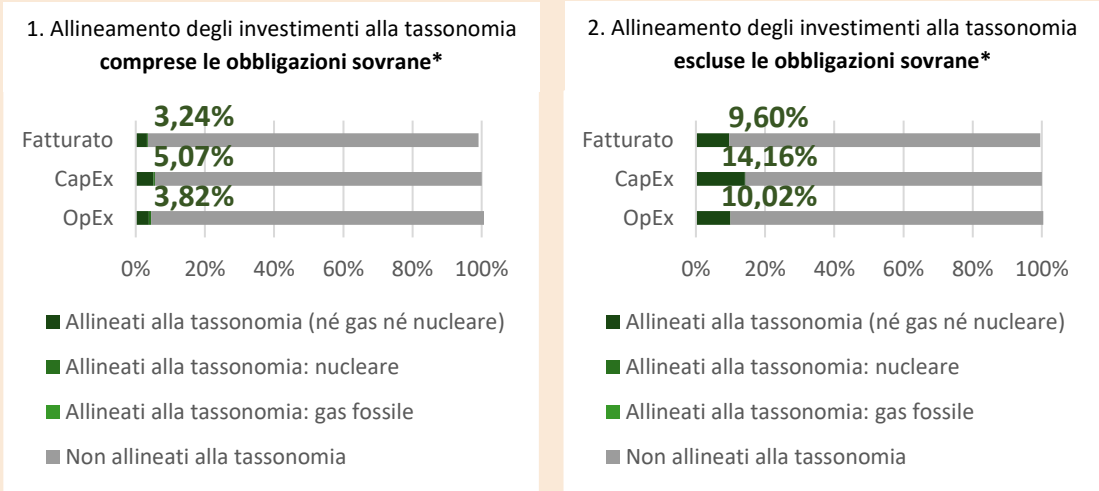 1. Allineamento degli investimenti alla tassonomia
comprese le obbligazioni sovrane*
3,24%
Fatturato
5,07%
CapEx
3,82%
OpEx
0% 20% 40% 60% 80% 100%
Allineati alla tassonomia (né gas né nucleare)
Allineati alla tassonomia: nucleare
Allineati alla tassonomia: gas fossile
Non allineati alla tassonomia
2. Allineamento degli investimenti alla tassonomia
escluse le obbligazioni sovrane*
9,60%
Fatturato
14,16%
CapEx
10,02%
OpEx
0% 20% 40% 60% 80% 100%
Allineati alla tassonomia (né gas né nucleare)
Allineati alla tassonomia: nucleare
Allineati alla tassonomia: gas fossile
Non allineati alla tassonomia